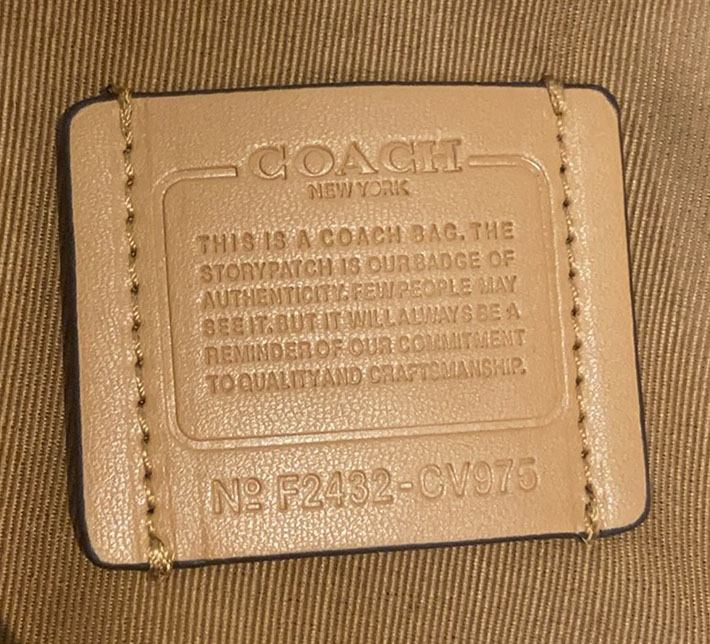 COACH
NEW YORK
THIS IS A COACH BAG. THE
STORYPATCH IS OUR BADGE OF
AUTHENTICITY. FEW PEOPLE MAY
SEE IT. BUT IT WILL ALWAYS BE A
REMINDER OF OUR COMMITMENT
TO QUALITY AND CRAFTSMANSHIP.
Nº F2432-CV975